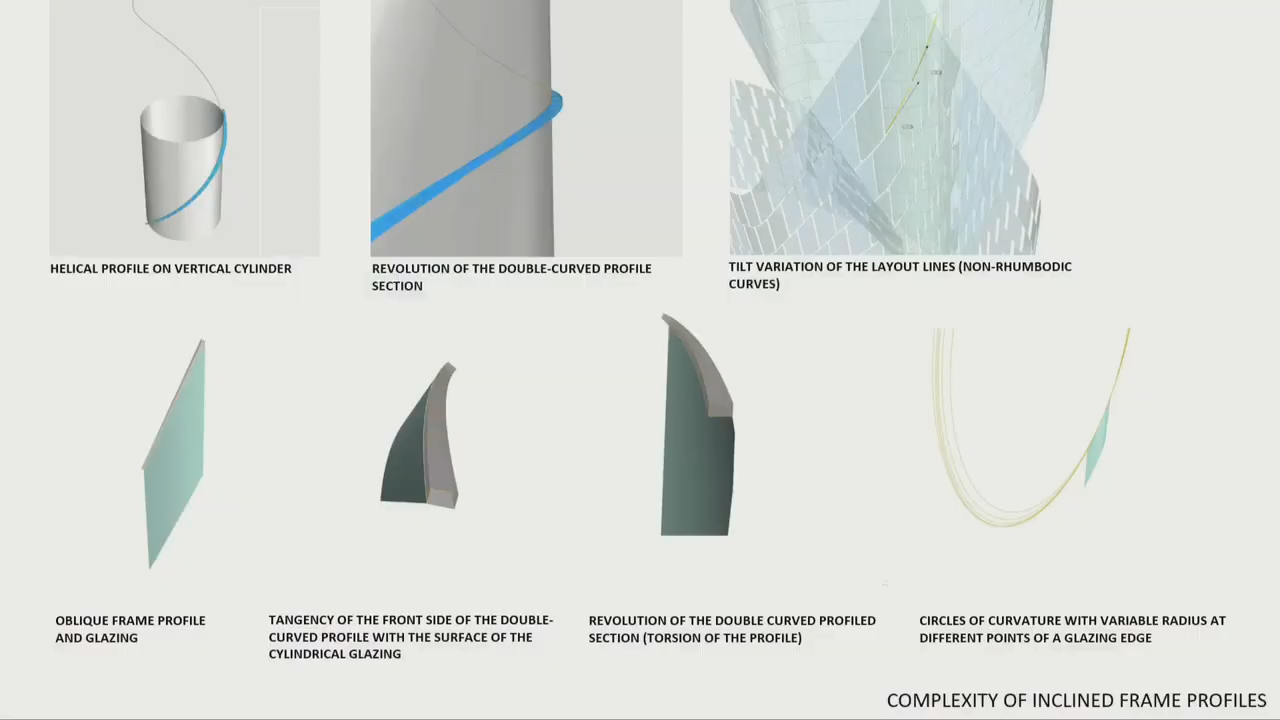 HELICAL PROFILE ON VERTICAL CYLINDER
REVOLUTION OF THE DOUBLE-CURVED PROFILE
SECTION
TILT VARIATION OF THE LAYOUT LINES (NON-RHUMBODIC
CURVES)
OBLIQUE FRAME PROFILE
AND GLAZING
TANGENCY OF THE FRONT SIDE OF THE DOUBLE-
CURVED PROFILE WITH THE SURFACE OF THE
CYLINDRICAL GLAZING
REVOLUTION OF THE DOUBLE CURVED PROFILED
SECTION (TORSION OF THE PROFILE)
CIRCLES OF CURVATURE WITH VARIABLE RADIUS AT
DIFFERENT POINTS OF A GLAZING EDGE
COMPLEXITY OF INCLINED FRAME PROFILES